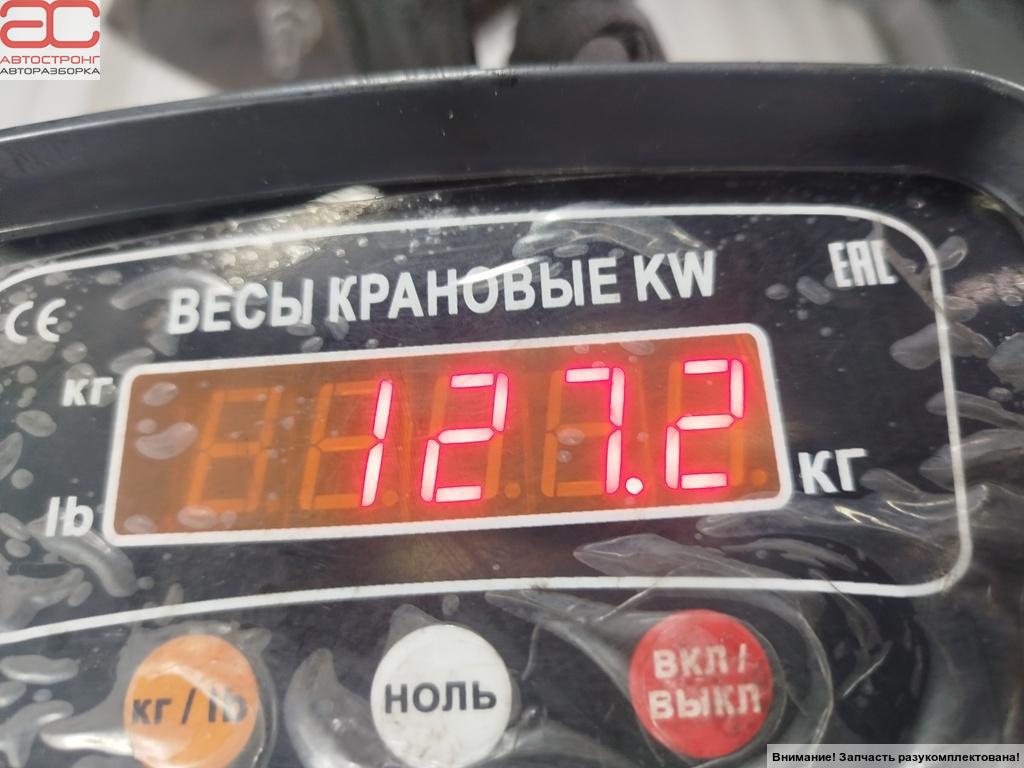 АС
АВТОСТРОНГ
АВТОРАЗБОРКА
CE
ВЕСЫ КРАНОВЫЕ KW
EAC
кг
127.2
кг
lb
кг / lb
НОЛЬ
ВКЛ /
ВЫКЛ
Внимание! Запчасть разукомплектована!